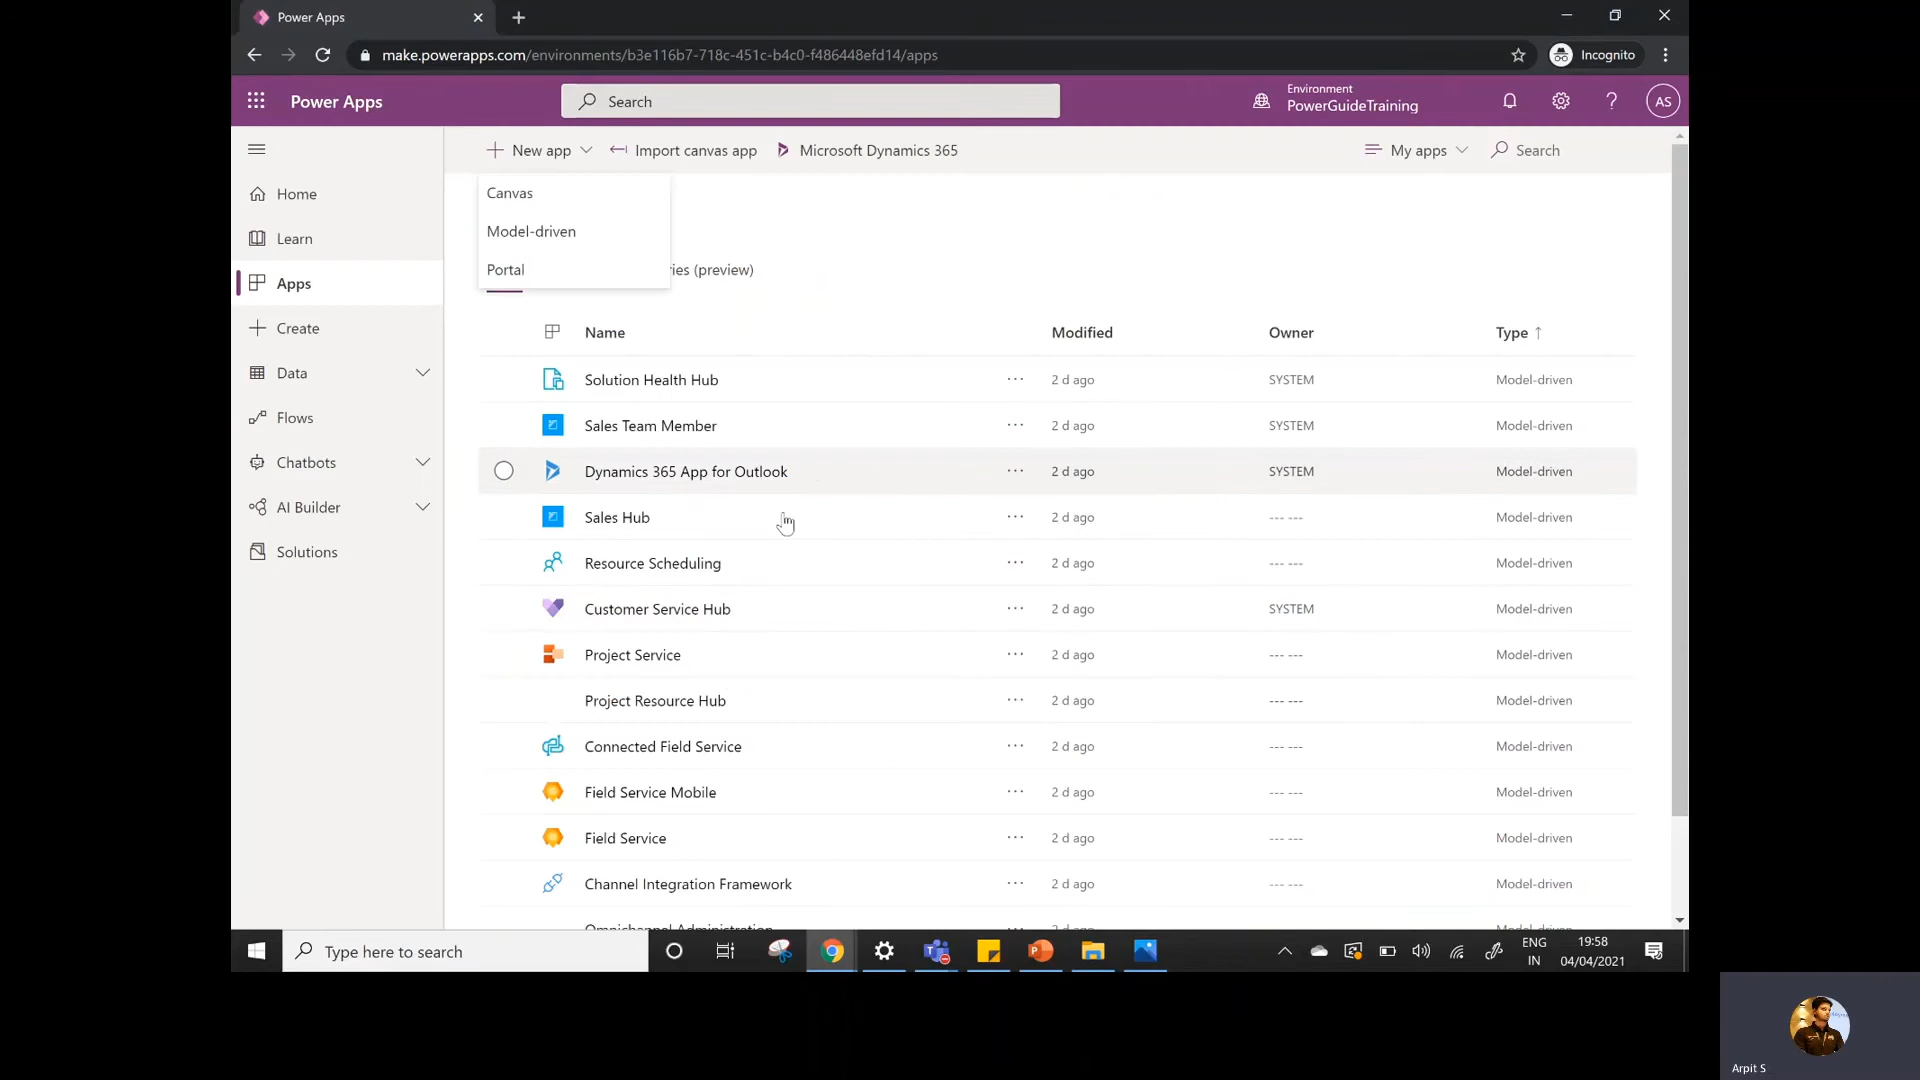 Power Apps
make.powerapps.com/environments/b3e116b7-718c-451c-b4c0-f486448efd14/apps
Incognito
Power Apps
Search
Environment
PowerGuideTraining
AS
New app
Import canvas app
Microsoft Dynamics 365
My apps
Search
Home
Learn
Apps
Create
Data
Flows
Chatbots
AI Builder
Solutions
Canvas
Model-driven
Portal
ries (preview)
Name Modified Owner Type ↑
Solution Health Hub ··· 2 d ago SYSTEM Model-driven
Sales Team Member ··· 2 d ago SYSTEM Model-driven
Dynamics 365 App for Outlook ··· 2 d ago SYSTEM Model-driven
Sales Hub ··· 2 d ago --- --- Model-driven
Resource Scheduling ··· 2 d ago --- --- Model-driven
Customer Service Hub ··· 2 d ago SYSTEM Model-driven
Project Service ··· 2 d ago --- --- Model-driven
Project Resource Hub ··· 2 d ago --- --- Model-driven
Connected Field Service ··· 2 d ago --- --- Model-driven
Field Service Mobile ··· 2 d ago --- --- Model-driven
Field Service ··· 2 d ago --- --- Model-driven
Channel Integration Framework ··· 2 d ago --- --- Model-driven
Omnichannel Administration ··· 2 d ago --- --- Model-driven
Type here to search
ENG
IN
19:58
04/04/2021
Arpit S